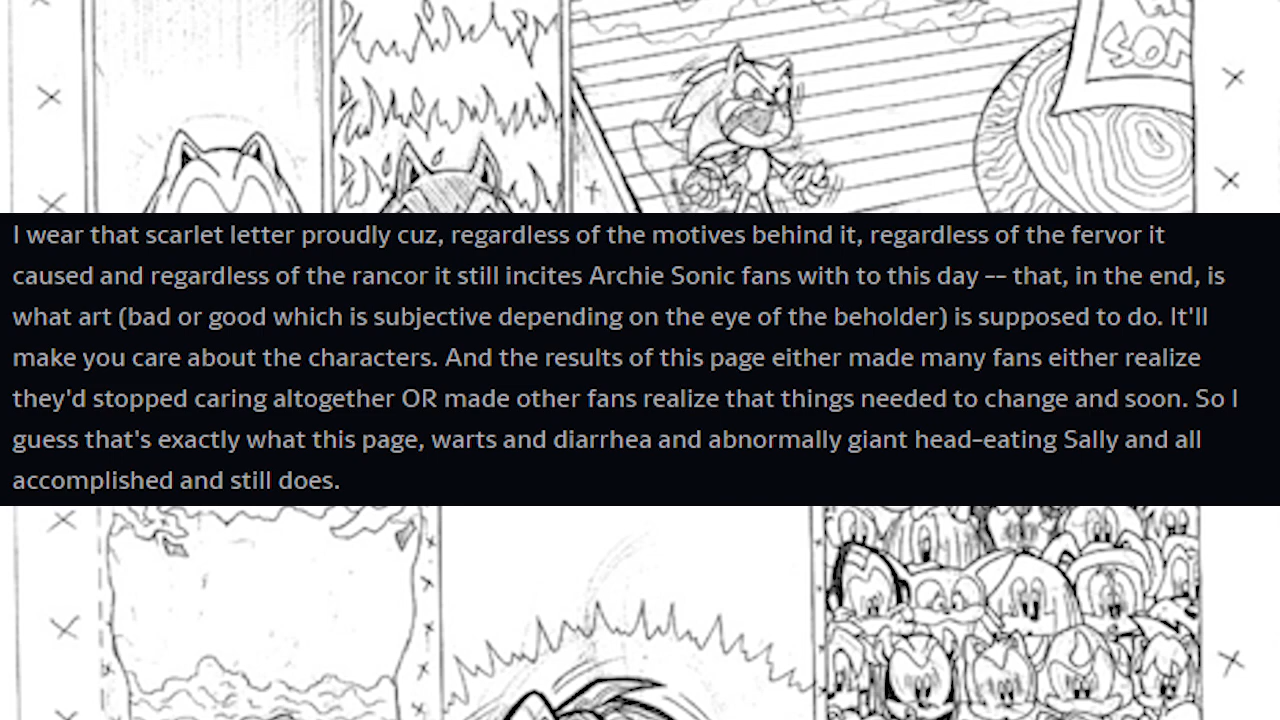 SON
I wear that scarlet letter proudly cuz, regardless of the motives behind it, regardless of the fervor it
caused and regardless of the rancor it still incites Archie Sonic fans with to this day -- that, in the end, is
what art (bad or good which is subjective depending on the eye of the beholder) is supposed to do. It'll
make you care about the characters. And the results of this page either made many fans either realize
they'd stopped caring altogether OR made other fans realize that things needed to change and soon. So I
guess that's exactly what this page, warts and diarrhea and abnormally giant head-eating Sally and all
accomplished and still does.